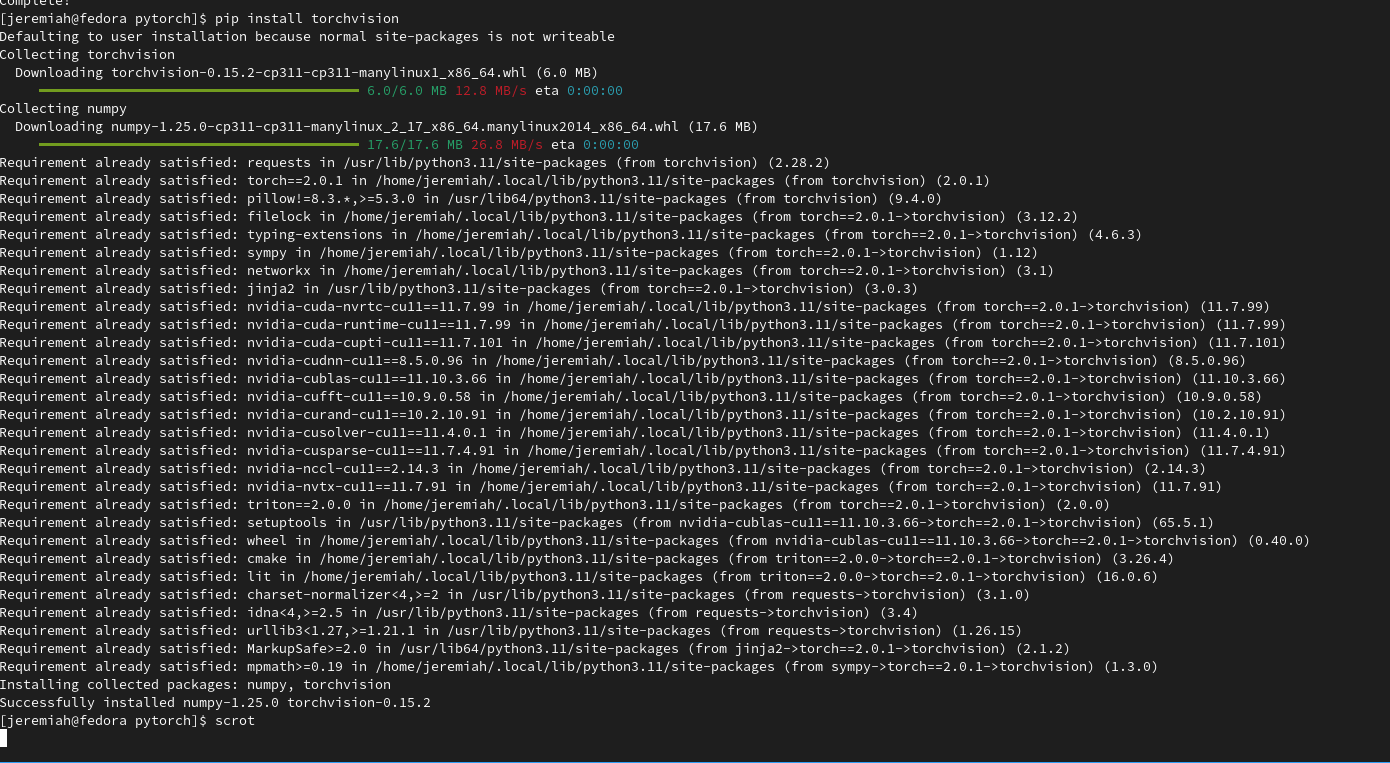 Complete!
[jeremiah@fedora pytorch]$ pip install torchvision
Defaulting to user installation because normal site-packages is not writeable
Collecting torchvision
  Downloading torchvision-0.15.2-cp311-cp311-manylinux1_x86_64.whl (6.0 MB)
6.0/6.0 MB 12.8 MB/s eta 0:00:00
Collecting numpy
  Downloading numpy-1.25.0-cp311-cp311-manylinux_2_17_x86_64.manylinux2014_x86_64.whl (17.6 MB)
17.6/17.6 MB 26.8 MB/s eta 0:00:00
Requirement already satisfied: requests in /usr/lib/python3.11/site-packages (from torchvision) (2.28.2)
Requirement already satisfied: torch==2.0.1 in /home/jeremiah/.local/lib/python3.11/site-packages (from torchvision) (2.0.1)
Requirement already satisfied: pillow!=8.3.*,>=5.3.0 in /usr/lib64/python3.11/site-packages (from torchvision) (9.4.0)
Requirement already satisfied: filelock in /home/jeremiah/.local/lib/python3.11/site-packages (from torch==2.0.1->torchvision) (3.12.2)
Requirement already satisfied: typing-extensions in /home/jeremiah/.local/lib/python3.11/site-packages (from torch==2.0.1->torchvision) (4.6.3)
Requirement already satisfied: sympy in /home/jeremiah/.local/lib/python3.11/site-packages (from torch==2.0.1->torchvision) (1.12)
Requirement already satisfied: networkx in /home/jeremiah/.local/lib/python3.11/site-packages (from torch==2.0.1->torchvision) (3.1)
Requirement already satisfied: jinja2 in /usr/lib/python3.11/site-packages (from torch==2.0.1->torchvision) (3.0.3)
Requirement already satisfied: nvidia-cuda-nvrtc-cu11==11.7.99 in /home/jeremiah/.local/lib/python3.11/site-packages (from torch==2.0.1->torchvision) (11.7.99)
Requirement already satisfied: nvidia-cuda-runtime-cu11==11.7.99 in /home/jeremiah/.local/lib/python3.11/site-packages (from torch==2.0.1->torchvision) (11.7.99)
Requirement already satisfied: nvidia-cuda-cupti-cu11==11.7.101 in /home/jeremiah/.local/lib/python3.11/site-packages (from torch==2.0.1->torchvision) (11.7.101)
Requirement already satisfied: nvidia-cudnn-cu11==8.5.0.96 in /home/jeremiah/.local/lib/python3.11/site-packages (from torch==2.0.1->torchvision) (8.5.0.96)
Requirement already satisfied: nvidia-cublas-cu11==11.10.3.66 in /home/jeremiah/.local/lib/python3.11/site-packages (from torch==2.0.1->torchvision) (11.10.3.66)
Requirement already satisfied: nvidia-cufft-cu11==10.9.0.58 in /home/jeremiah/.local/lib/python3.11/site-packages (from torch==2.0.1->torchvision) (10.9.0.58)
Requirement already satisfied: nvidia-curand-cu11==10.2.10.91 in /home/jeremiah/.local/lib/python3.11/site-packages (from torch==2.0.1->torchvision) (10.2.10.91)
Requirement already satisfied: nvidia-cusolver-cu11==11.4.0.1 in /home/jeremiah/.local/lib/python3.11/site-packages (from torch==2.0.1->torchvision) (11.4.0.1)
Requirement already satisfied: nvidia-cusparse-cu11==11.7.4.91 in /home/jeremiah/.local/lib/python3.11/site-packages (from torch==2.0.1->torchvision) (11.7.4.91)
Requirement already satisfied: nvidia-nccl-cu11==2.14.3 in /home/jeremiah/.local/lib/python3.11/site-packages (from torch==2.0.1->torchvision) (2.14.3)
Requirement already satisfied: nvidia-nvtx-cu11==11.7.91 in /home/jeremiah/.local/lib/python3.11/site-packages (from torch==2.0.1->torchvision) (11.7.91)
Requirement already satisfied: triton==2.0.0 in /home/jeremiah/.local/lib/python3.11/site-packages (from torch==2.0.1->torchvision) (2.0.0)
Requirement already satisfied: setuptools in /usr/lib/python3.11/site-packages (from nvidia-cublas-cu11==11.10.3.66->torch==2.0.1->torchvision) (65.5.1)
Requirement already satisfied: wheel in /home/jeremiah/.local/lib/python3.11/site-packages (from nvidia-cublas-cu11==11.10.3.66->torch==2.0.1->torchvision) (0.40.0)
Requirement already satisfied: cmake in /home/jeremiah/.local/lib/python3.11/site-packages (from triton==2.0.0->torch==2.0.1->torchvision) (3.26.4)
Requirement already satisfied: lit in /home/jeremiah/.local/lib/python3.11/site-packages (from triton==2.0.0->torch==2.0.1->torchvision) (16.0.6)
Requirement already satisfied: charset-normalizer<4,>=2 in /usr/lib/python3.11/site-packages (from requests->torchvision) (3.1.0)
Requirement already satisfied: idna<4,>=2.5 in /usr/lib/python3.11/site-packages (from requests->torchvision) (3.4)
Requirement already satisfied: urllib3<1.27,>=1.21.1 in /usr/lib/python3.11/site-packages (from requests->torchvision) (1.26.15)
Requirement already satisfied: MarkupSafe>=2.0 in /usr/lib64/python3.11/site-packages (from jinja2->torch==2.0.1->torchvision) (2.1.2)
Requirement already satisfied: mpmath>=0.19 in /home/jeremiah/.local/lib/python3.11/site-packages (from sympy->torch==2.0.1->torchvision) (1.3.0)
Installing collected packages: numpy, torchvision
Successfully installed numpy-1.25.0 torchvision-0.15.2
[jeremiah@fedora pytorch]$ scrot